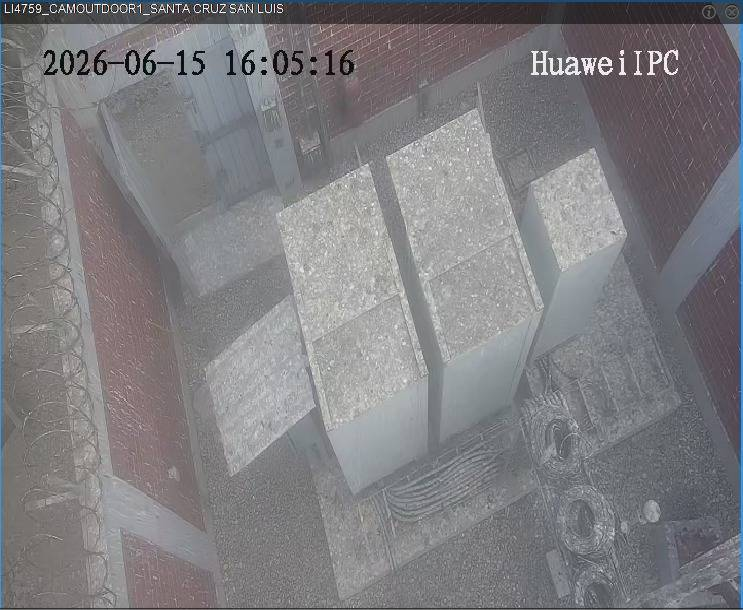 LI4759_CAMOUTDOOR1_SANTA CRUZ SAN LUIS
2026-06-15 16:05:16
HuaweiIPC